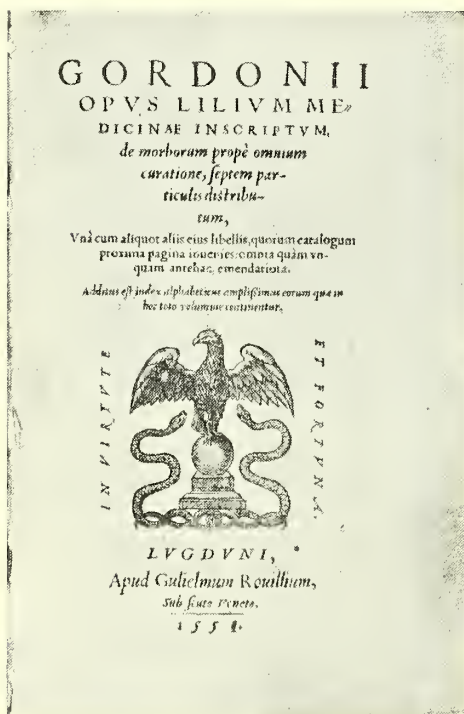 GORDONII
OPVS LILIVM ME-
DICINAE INSCRIPTVM,
de morborum propè omnium
curatione, septem par-
ticulis distribu-
tum,
Vnà cum aliquot aliis eius libellis, quorum catalogum
proxima pagina inuenies: omnia quàm vn-
quam antehac, emendatiora.
Additus est index alphabeticus amplissimus eorum quæ in
hoc toto volumine continentur.
IN VIRTVTE
ET FORTVNA.
LVGDVNI,
Apud Gulielmum Rouillium,
Sub scuto Veneto.
155